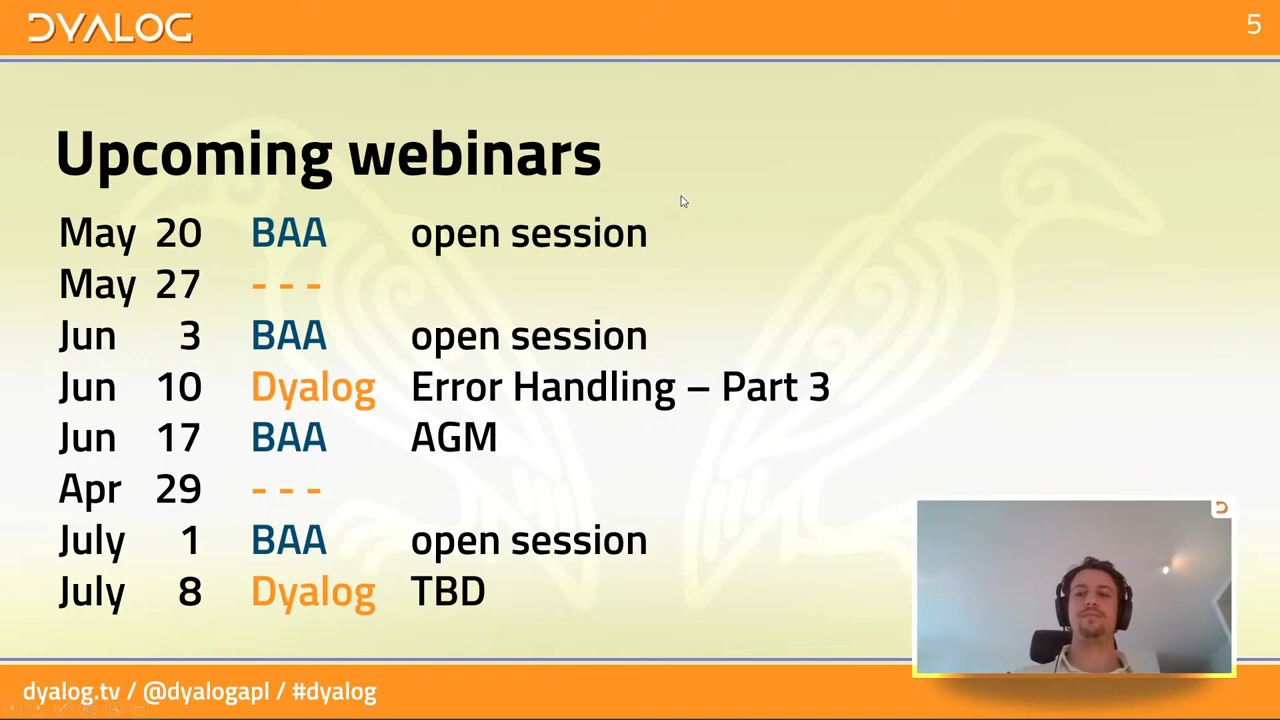 DYALOG
5
Upcoming webinars
May 20 BAA open session
May 27 - - -
Jun 3 BAA open session
Jun 10 Dyalog Error Handling – Part 3
Jun 17 BAA AGM
Apr 29 - - -
July 1 BAA open session
July 8 Dyalog TBD
dyalog.tv / @dyalogapl / #dyalog